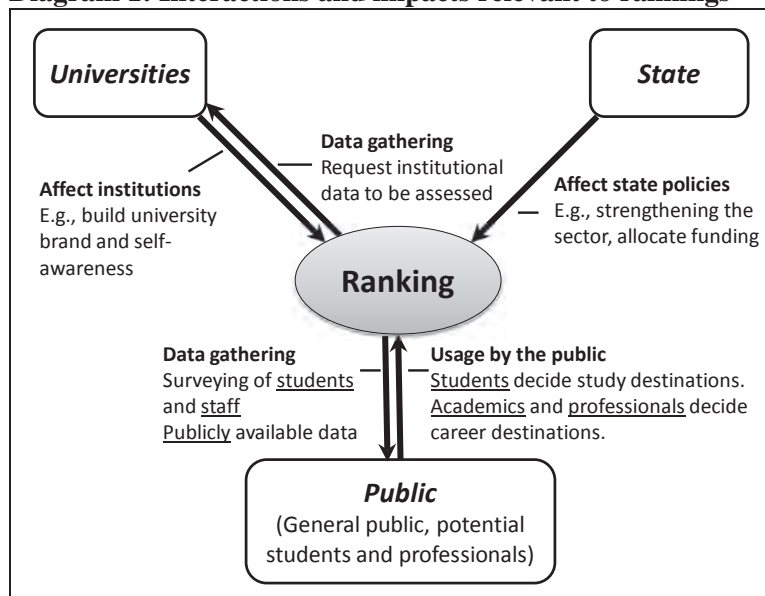 Diagram 1: Interactions and impacts relevant to rankings
Universities
State
Data gathering
Request institutional
data to be assessed
Affect institutions
E.g., build university
brand and self-
awareness
Affect state policies
E.g., strengthening the
sector, allocate funding
Ranking
Data gathering
Surveying of students
and staff
Publicly available data
Usage by the public
Students decide study destinations.
Academics and professionals decide
career destinations.
Public
(General public, potential
students and professionals)